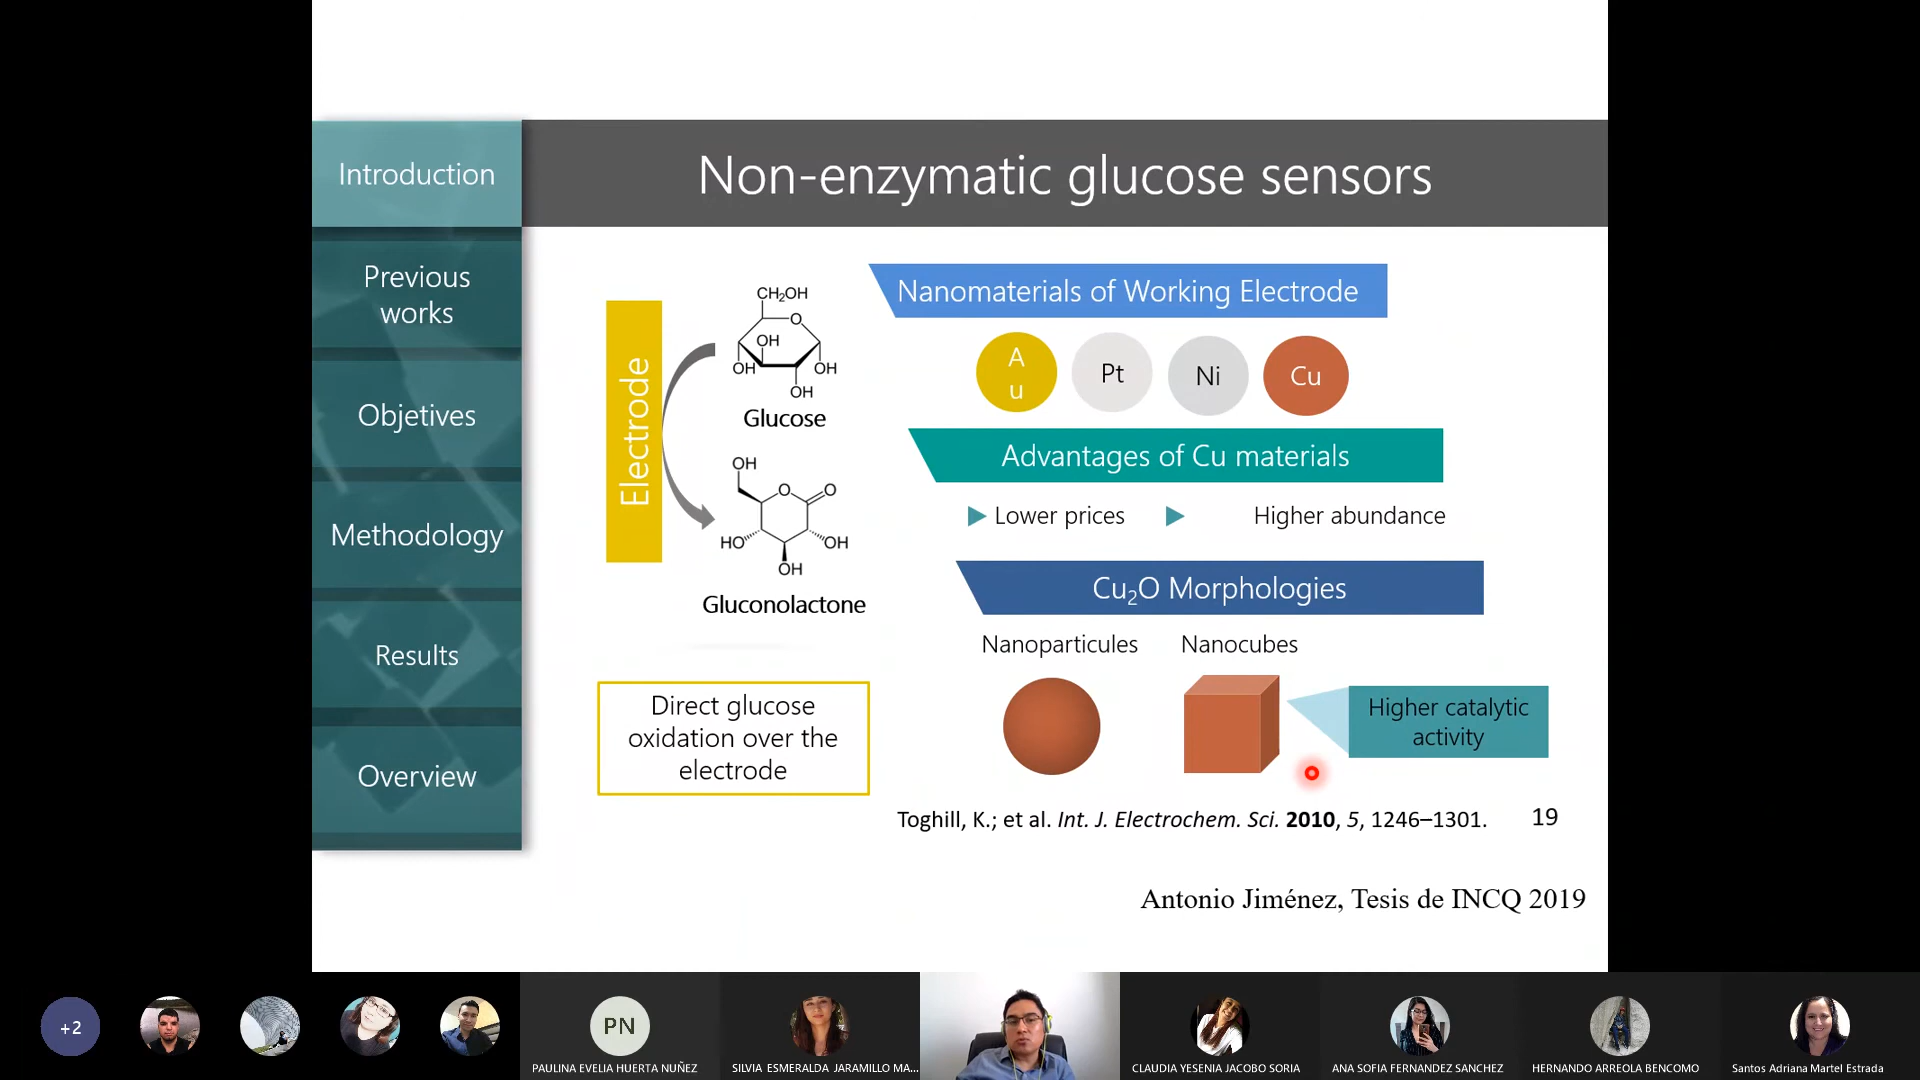 Introduction
Previous
works
Objetives
Methodology
Results
Overview
Non-enzymatic glucose sensors
Electrode
CH₂OH
O
OH
OH
OH
OH
Glucose
OH
O
O
HO
OH
OH
Gluconolactone
Direct glucose
oxidation over the
electrode
Nanomaterials of Working Electrode
A
u
Pt
Ni
Cu
Advantages of Cu materials
Lower prices
Higher abundance
Cu₂O Morphologies
Nanoparticules
Nanocubes
Higher catalytic
activity
Toghill, K.; et al. Int. J. Electrochem. Sci. 2010, 5, 1246–1301.
19
Antonio Jiménez, Tesis de INCQ 2019
+2
PN
PAULINA EVELIA HUERTA NUÑEZ
SILVIA ESMERALDA JARAMILLO MA...
CLAUDIA YESENIA JACOBO SORIA
ANA SOFIA FERNANDEZ SANCHEZ
HERNANDO ARREOLA BENCOMO
Santos Adriana Martel Estrada